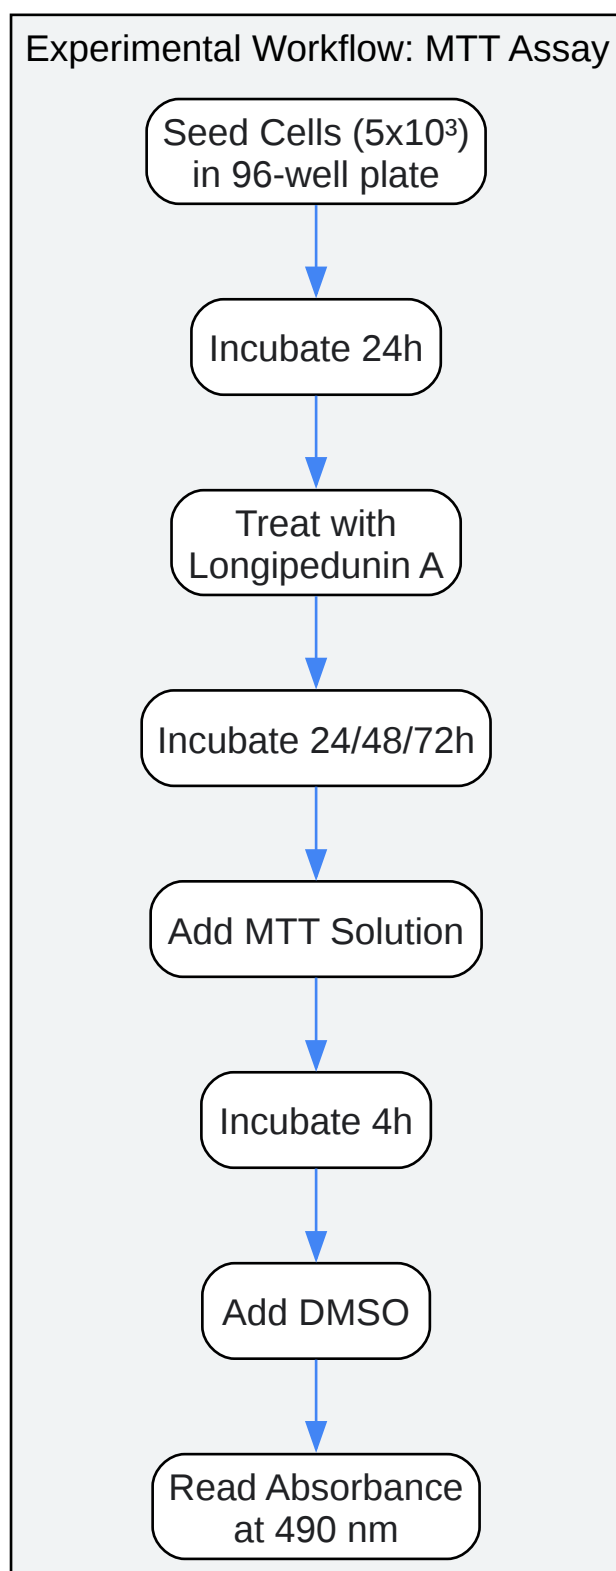 Experimental Workflow: MTT Assay
Seed Cells (5x10³)
in 96-well plate
Incubate 24h
Treat with
Longipedunin A
Incubate 24/48/72h
Add MTT Solution
Incubate 4h
Add DMSO
Read Absorbance
at 490 nm